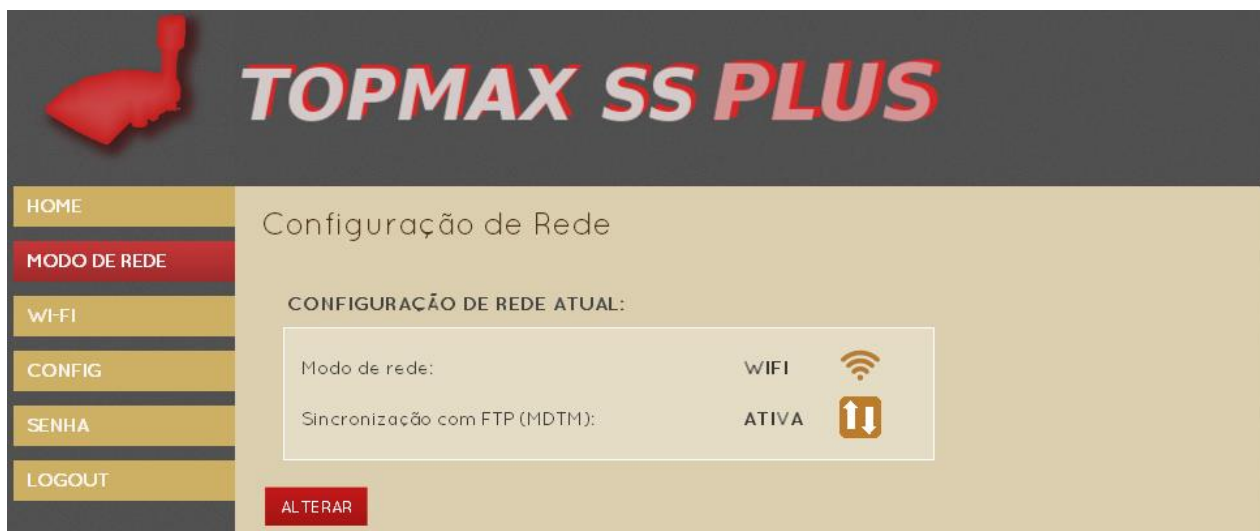 TOPMAX SS PLUS
HOME
MODO DE REDE
WI-FI
CONFIG
SENHA
LOGOUT
Configuração de Rede
CONFIGURAÇÃO DE REDE ATUAL:
Modo de rede: WIFI
Sincronização com FTP (MDTM): ATIVA
ALTERAR